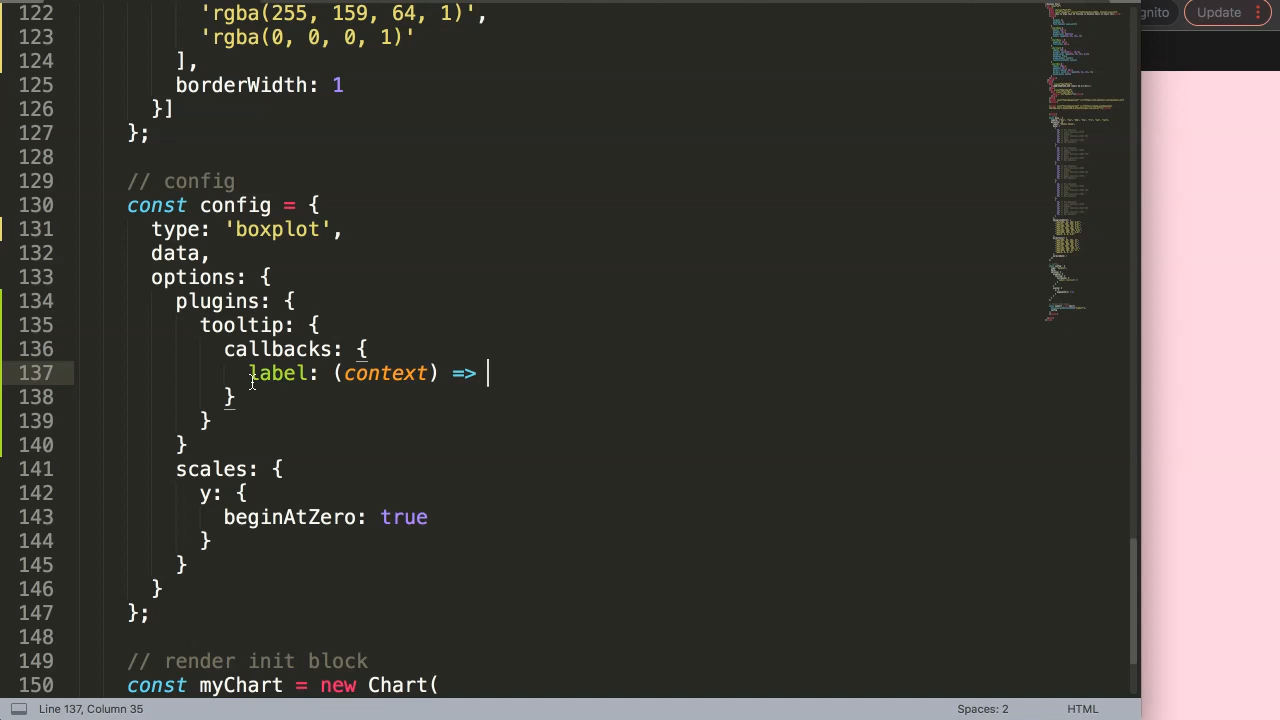 122 'rgba(255, 159, 64, 1)',
123 'rgba(0, 0, 0, 1)'
124 ],
125 borderWidth: 1
126 }]
127 };
128
129 // config
130 const config = {
131 type: 'boxplot',
132 data,
133 options: {
134 plugins: {
135 tooltip: {
136 callbacks: {
137 label: (context) =>
138 }
139 }
140 }
141 scales: {
142 y: {
143 beginAtZero: true
144 }
145 }
146 }
147 };
148
149 // render init block
150 const myChart = new Chart(
Line 137, Column 35
Spaces: 2
HTML
Update